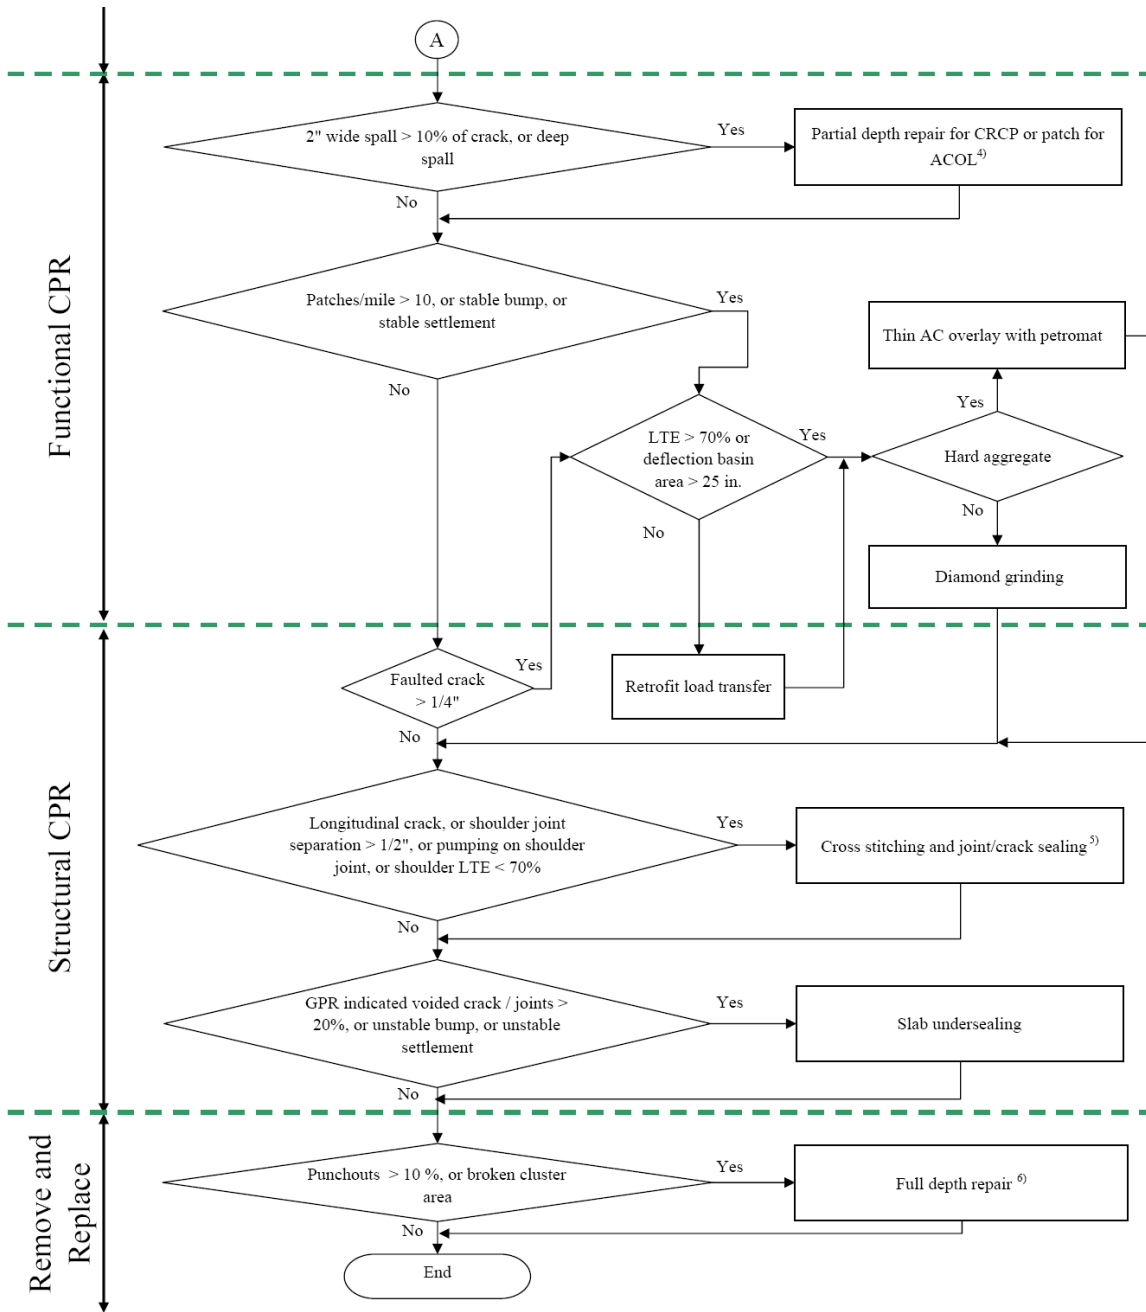 A
Functional CPR
2" wide spall > 10% of crack, or deep
spall
Yes
Partial depth repair for CRCP or patch for
ACOL4)
No
Patches/mile > 10, or stable bump, or
stable settlement
Yes
No
Thin AC overlay with petromat
Yes
LTE > 70% or
deflection basin
area > 25 in.
Yes
Hard aggregate
No
No
Diamond grinding
Structural CPR
Faulted crack
> 1/4"
Yes
Retrofit load transfer
No
Longitudinal crack, or shoulder joint
separation > 1/2", or pumping on shoulder
joint, or shoulder LTE < 70%
Yes
Cross stitching and joint/crack sealing 5)
No
GPR indicated voided crack / joints >
20%, or unstable bump, or unstable
settlement
Yes
Slab undersealing
No
Remove and
Replace
Punchouts > 10 %, or broken cluster
area
Yes
Full depth repair 6)
No
End